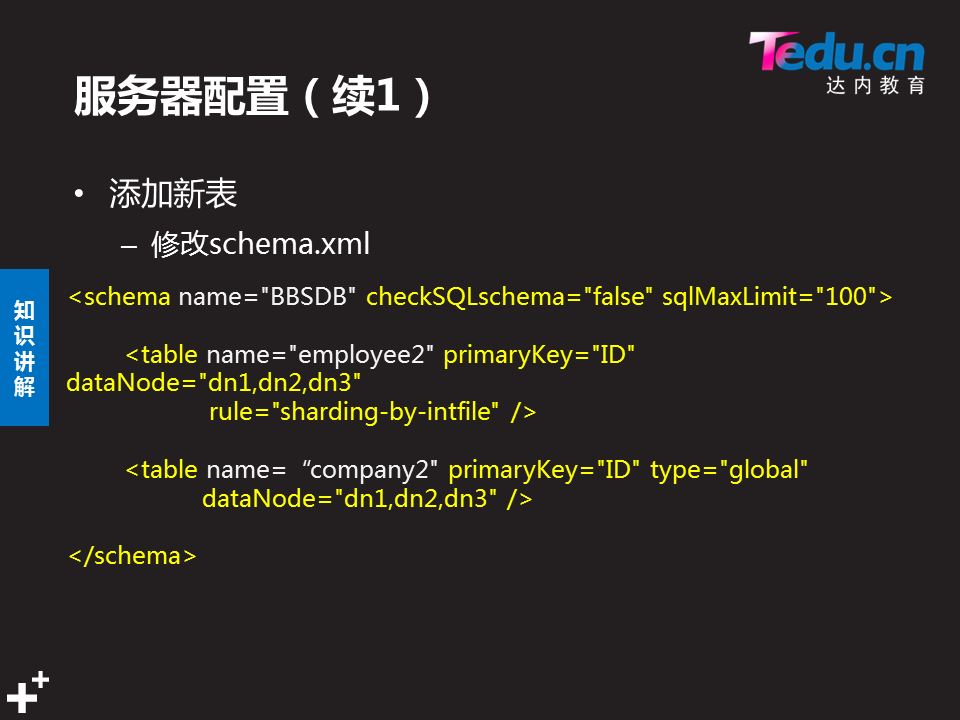 Tedu.cn
达内教育
服务器配置（续1）
• 添加新表
– 修改schema.xml
知
识
讲
解
<schema name="BBSDB" checkSQLschema="false" sqlMaxLimit="100">
<table name="employee2" primaryKey="ID"
dataNode="dn1,dn2,dn3"
rule="sharding-by-intfile" />
<table name= “company2" primaryKey="ID" type="global"
dataNode="dn1,dn2,dn3" />
</schema>